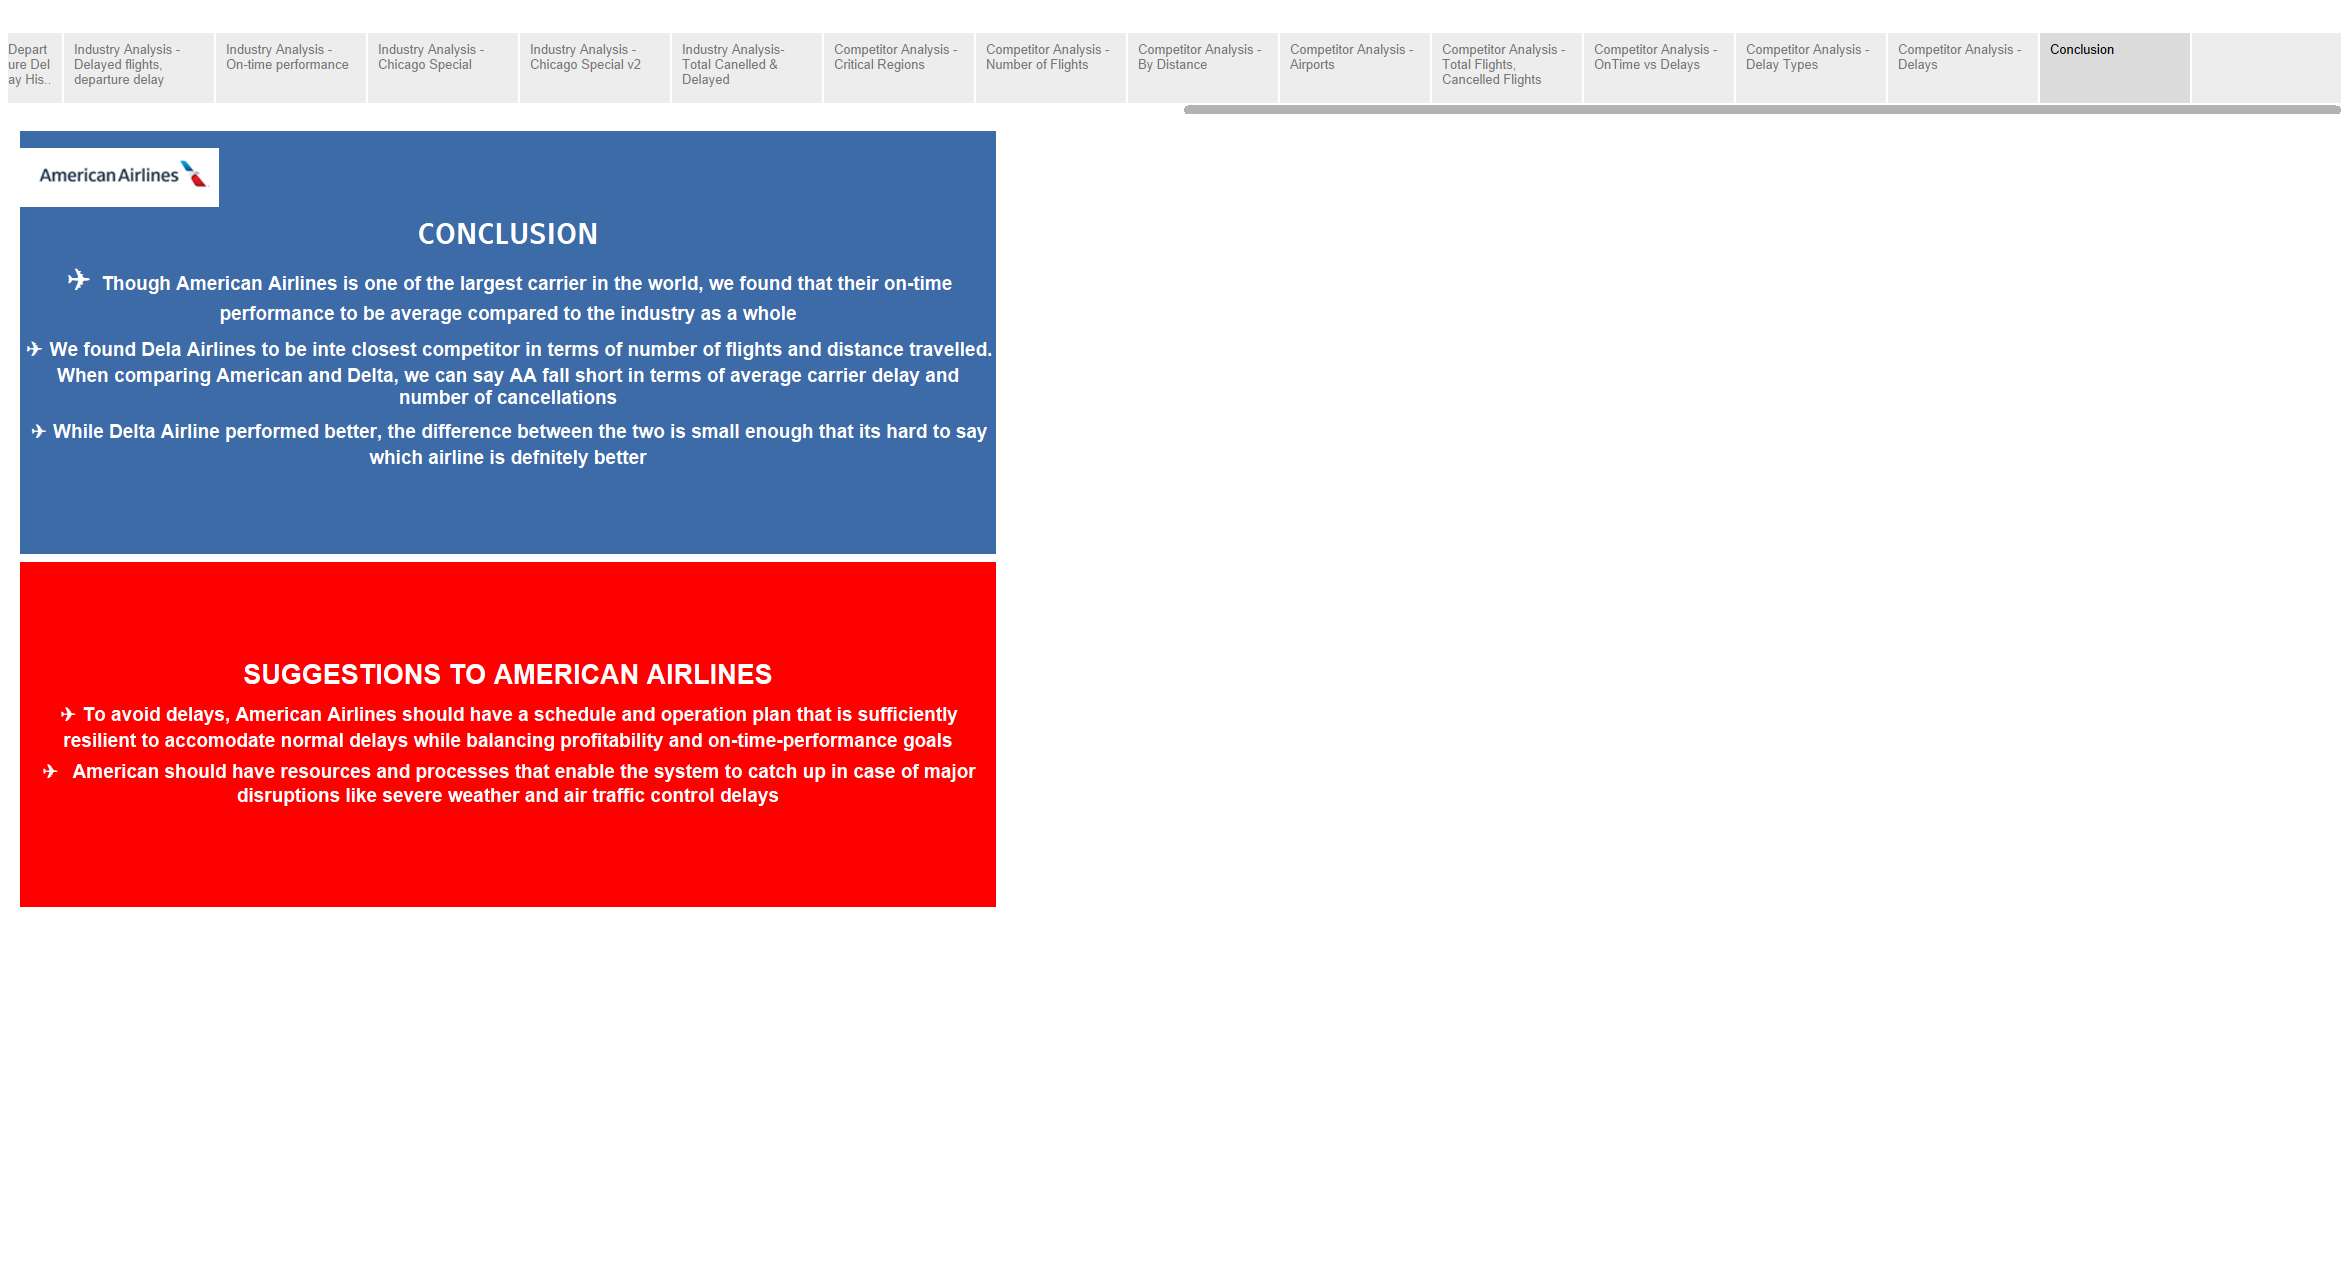 Depart
ure Del
ay His..
Industry Analysis -
Delayed flights,
departure delay
Industry Analysis -
On-time performance
Industry Analysis -
Chicago Special
Industry Analysis -
Chicago Special v2
Industry Analysis-
Total Canelled &
Delayed
Competitor Analysis -
Critical Regions
Competitor Analysis -
Number of Flights
Competitor Analysis -
By Distance
Competitor Analysis -
Airports
Competitor Analysis -
Total Flights,
Cancelled Flights
Competitor Analysis -
OnTime vs Delays
Competitor Analysis -
Delay Types
Competitor Analysis -
Delays
Conclusion
American Airlines
CONCLUSION
✈ Though American Airlines is one of the largest carrier in the world, we found that their on-time
performance to be average compared to the industry as a whole
✈ We found Dela Airlines to be inte closest competitor in terms of number of flights and distance travelled.
When comparing American and Delta, we can say AA fall short in terms of average carrier delay and
number of cancellations
✈ While Delta Airline performed better, the difference between the two is small enough that its hard to say
which airline is defnitely better
SUGGESTIONS TO AMERICAN AIRLINES
✈ To avoid delays, American Airlines should have a schedule and operation plan that is sufficiently
resilient to accomodate normal delays while balancing profitability and on-time-performance goals
✈ American should have resources and processes that enable the system to catch up in case of major
disruptions like severe weather and air traffic control delays